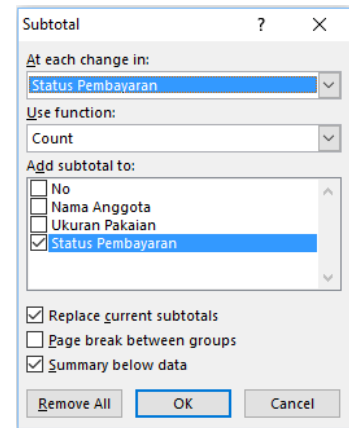 Subtotal ?
At each change in:
Status Pembayaran
Use function:
Count
Add subtotal to:
No
Nama Anggota
Ukuran Pakaian
Status Pembayaran
Replace current subtotals
Page break between groups
Summary below data
Remove All OK Cancel